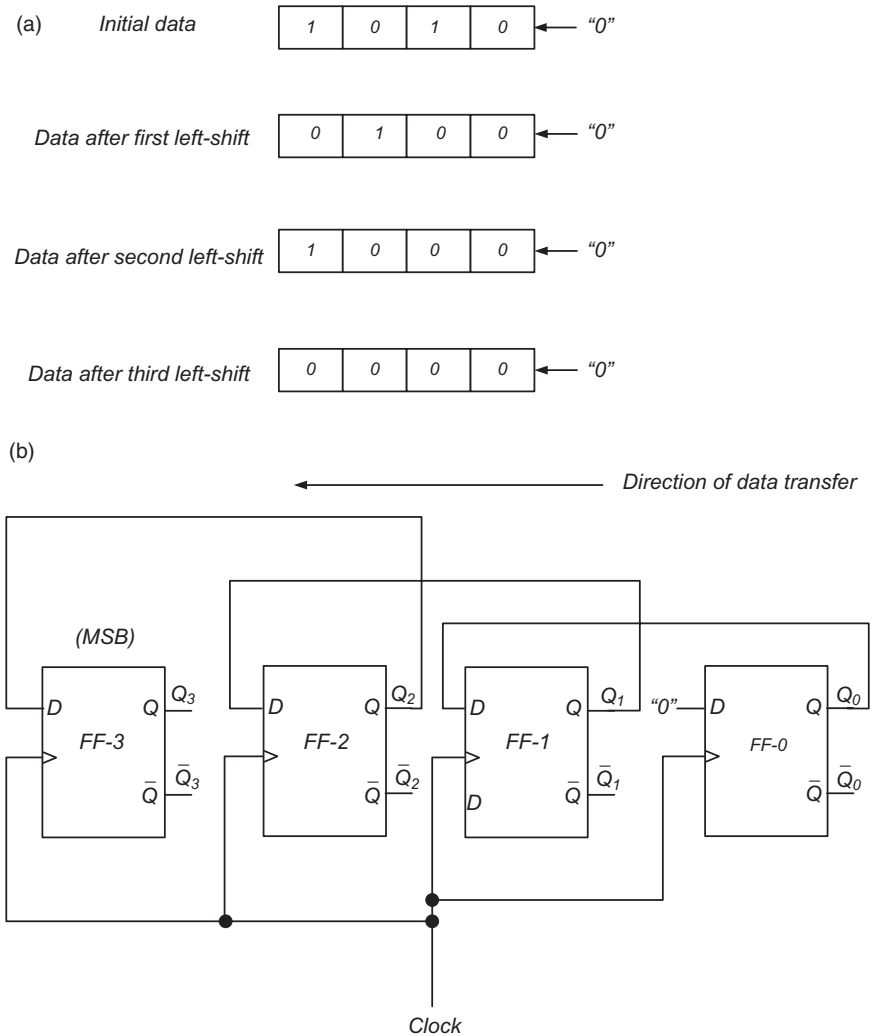 (a) Initial data 1 0 1 0 “0”
Data after first left-shift 0 1 0 0 “0”
Data after second left-shift 1 0 0 0 “0”
Data after third left-shift 0 0 0 0 “0”
(b)
Direction of data transfer
(MSB)
D Q Q3 D Q Q2 D Q Q1 “0” D Q Q0
FF-3 FF-2 FF-1 FF-0
Q̅ Q̅3 Q̅ Q̅2 D Q̅ Q̅1 Q̅ Q̅0
Clock